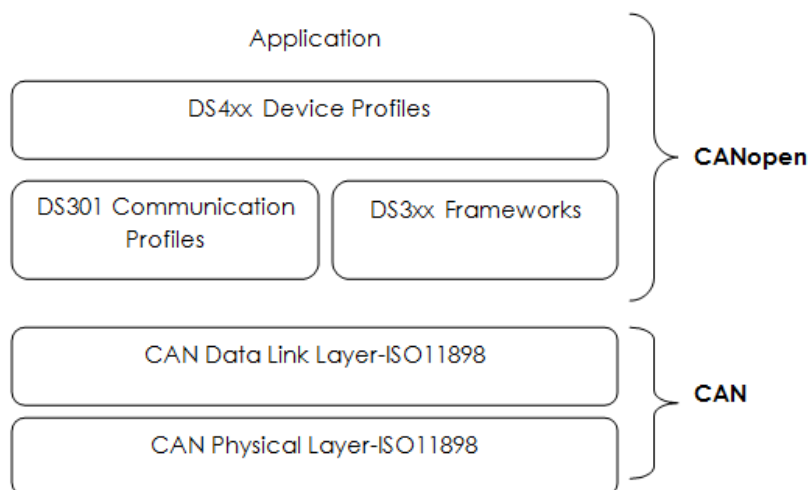 Application
DS4xx Device Profiles
CANopen
DS301 Communication
Profiles
DS3xx Frameworks
CAN Data Link Layer-ISO11898
CAN
CAN Physical Layer-ISO11898